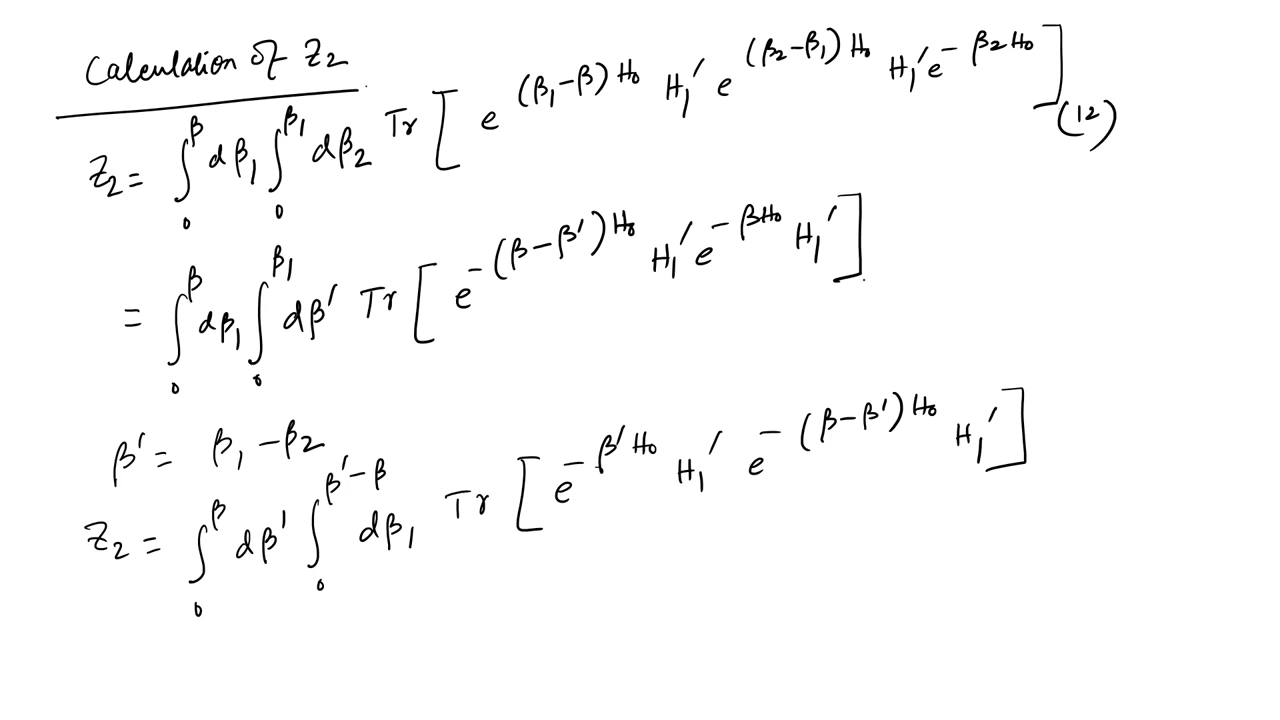 Calculation of Z₂
Z₂ = ∫₀^β dβ₁ ∫₀^β₁ dβ₂ Tr [ e^(β₁-β)H₀ H₁′ e^(β₂-β₁)H₀ H₁′ e^-β₂H₀ ] (12)
= ∫₀^β dβ₁ ∫₀^β₁ dβ′ Tr [ e^-(β-β′)H₀ H₁′ e^-βH₀ H₁′ ]
β′ = β₁ - β₂
Z₂ = ∫₀^β dβ′ ∫₀^β′-β dβ₁ Tr [ e^-β′H₀ H₁′ e^-(β-β′)H₀ H₁′ ]